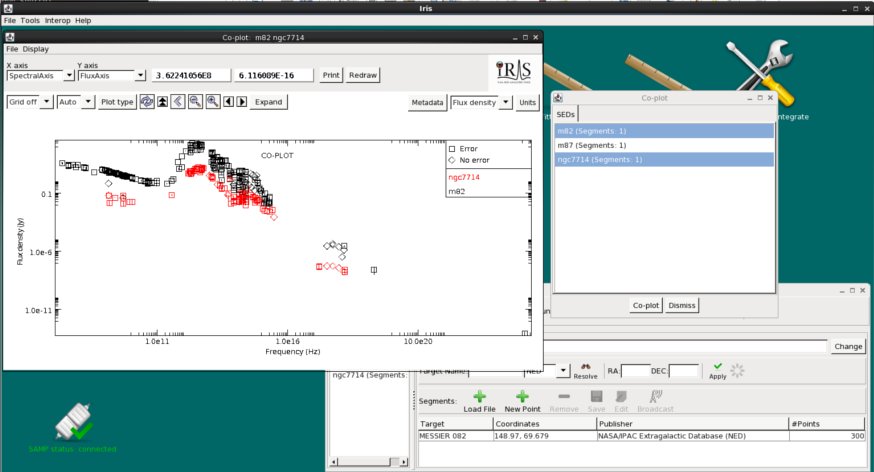 Iris
File Tools Interop Help
Co-plot: m82 ngc7714
File Display
X axis
Y axis
SpectralAxis
FluxAxis
3.62241056E8
6.116089E-16
Print
Redraw
IRIS
Grid off
Auto
Plot type
Expand
Metadata
Flux density
Units
CO-PLOT
Error
No error
ngc7714
m82
Flux density (Jy)
0.1
1.0e-6
1.0e-11
1.0e11
1.0e16
10.0e20
Frequency (Hz)
Co-plot
SEDs
m82 (Segments: 1)
m87 (Segments: 1)
ngc7714 (Segments: 1)
Co-plot
Dismiss
Change
Target Name:
NED
Resolve
RA:
DEC:
Apply
ngc7714 (Segments
Segments:
Load File
New Point
Remove
Save
Edit
Broadcast
Target
Coordinates
Publisher
#Points
MESSIER 082
148.97, 69.679
NASA/IPAC Extragalactic Database (NED)
300
SAMP status: connected